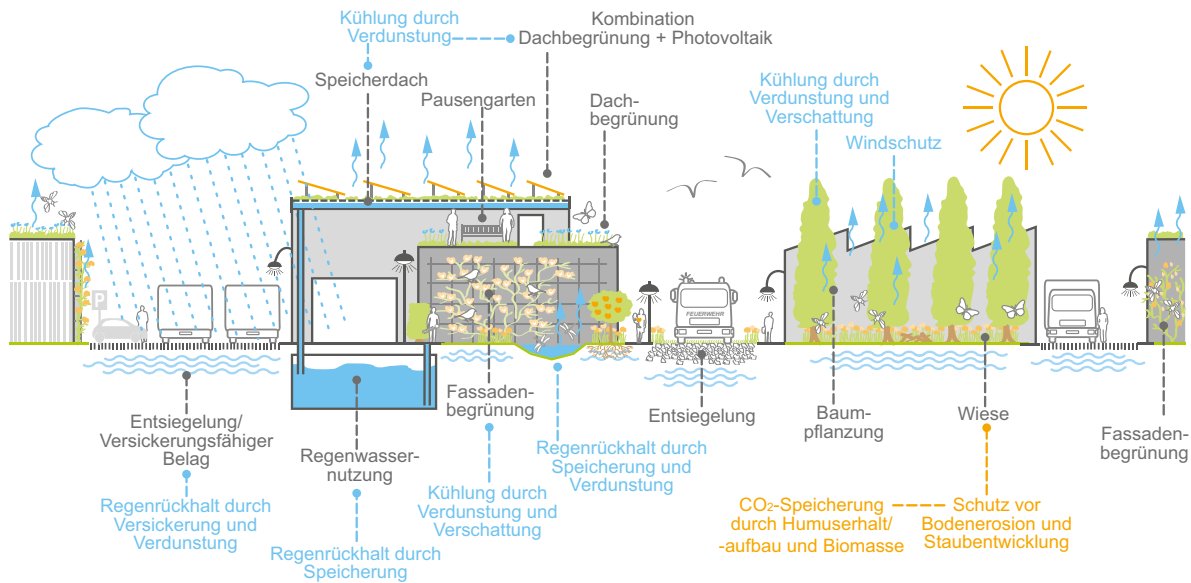 Kühlung durch
Verdunstung
Kombination
Dachbegrünung + Photovoltaik
Speicherdach
Pausengarten
Dach-
begrünung
Kühlung durch
Verdunstung und
Verschattung
Windschutz
P
FEUERWEHR
Entsiegelung/
Versickerungsfähiger
Belag
Regenrückhalt durch
Versickerung und
Verdunstung
Regenwasser-
nutzung
Regenrückhalt durch
Speicherung
Fassaden-
begrünung
Kühlung durch
Verdunstung und
Verschattung
Regenrückhalt durch
Speicherung und
Verdunstung
Entsiegelung
Baum-
pflanzung
Wiese
Fassaden-
begrünung
CO2-Speicherung
durch Humuserhalt/
-aufbau und Biomasse
Schutz vor
Bodenerosion und
Staubentwicklung